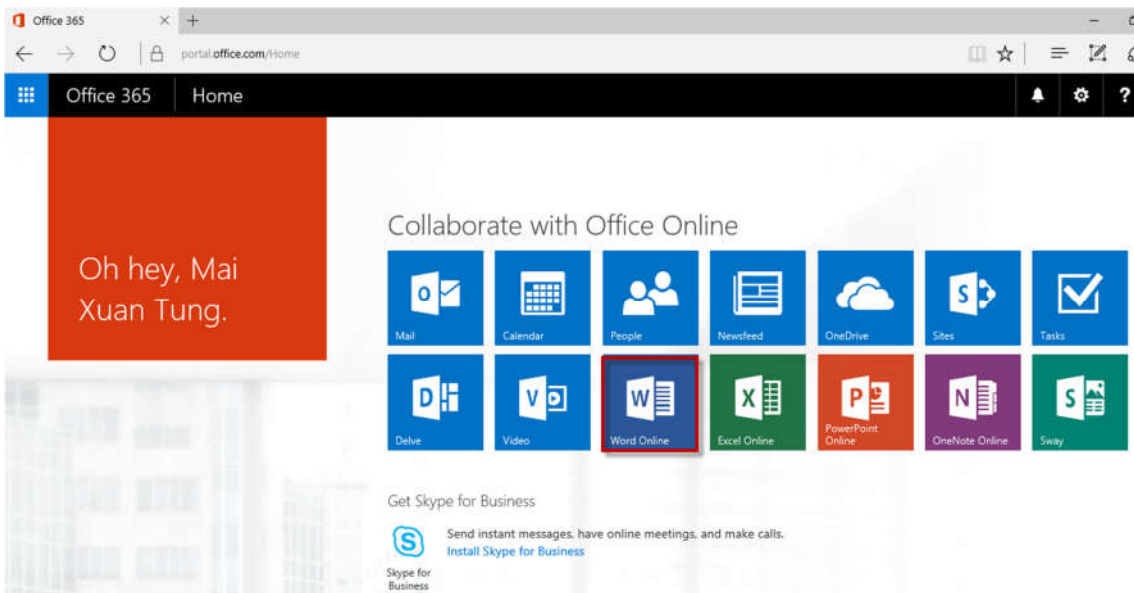 Office 365
portal.office.com/Home
Office 365 Home
?
Oh hey, Mai
Xuan Tung.
Collaborate with Office Online
Mail
Calendar
People
Newsfeed
OneDrive
Sites
Tasks
Delve
Video
Word Online
Excel Online
PowerPoint
Online
OneNote Online
Sway
Get Skype for Business
Send instant messages, have online meetings, and make calls.
Install Skype for Business
Skype for
Business